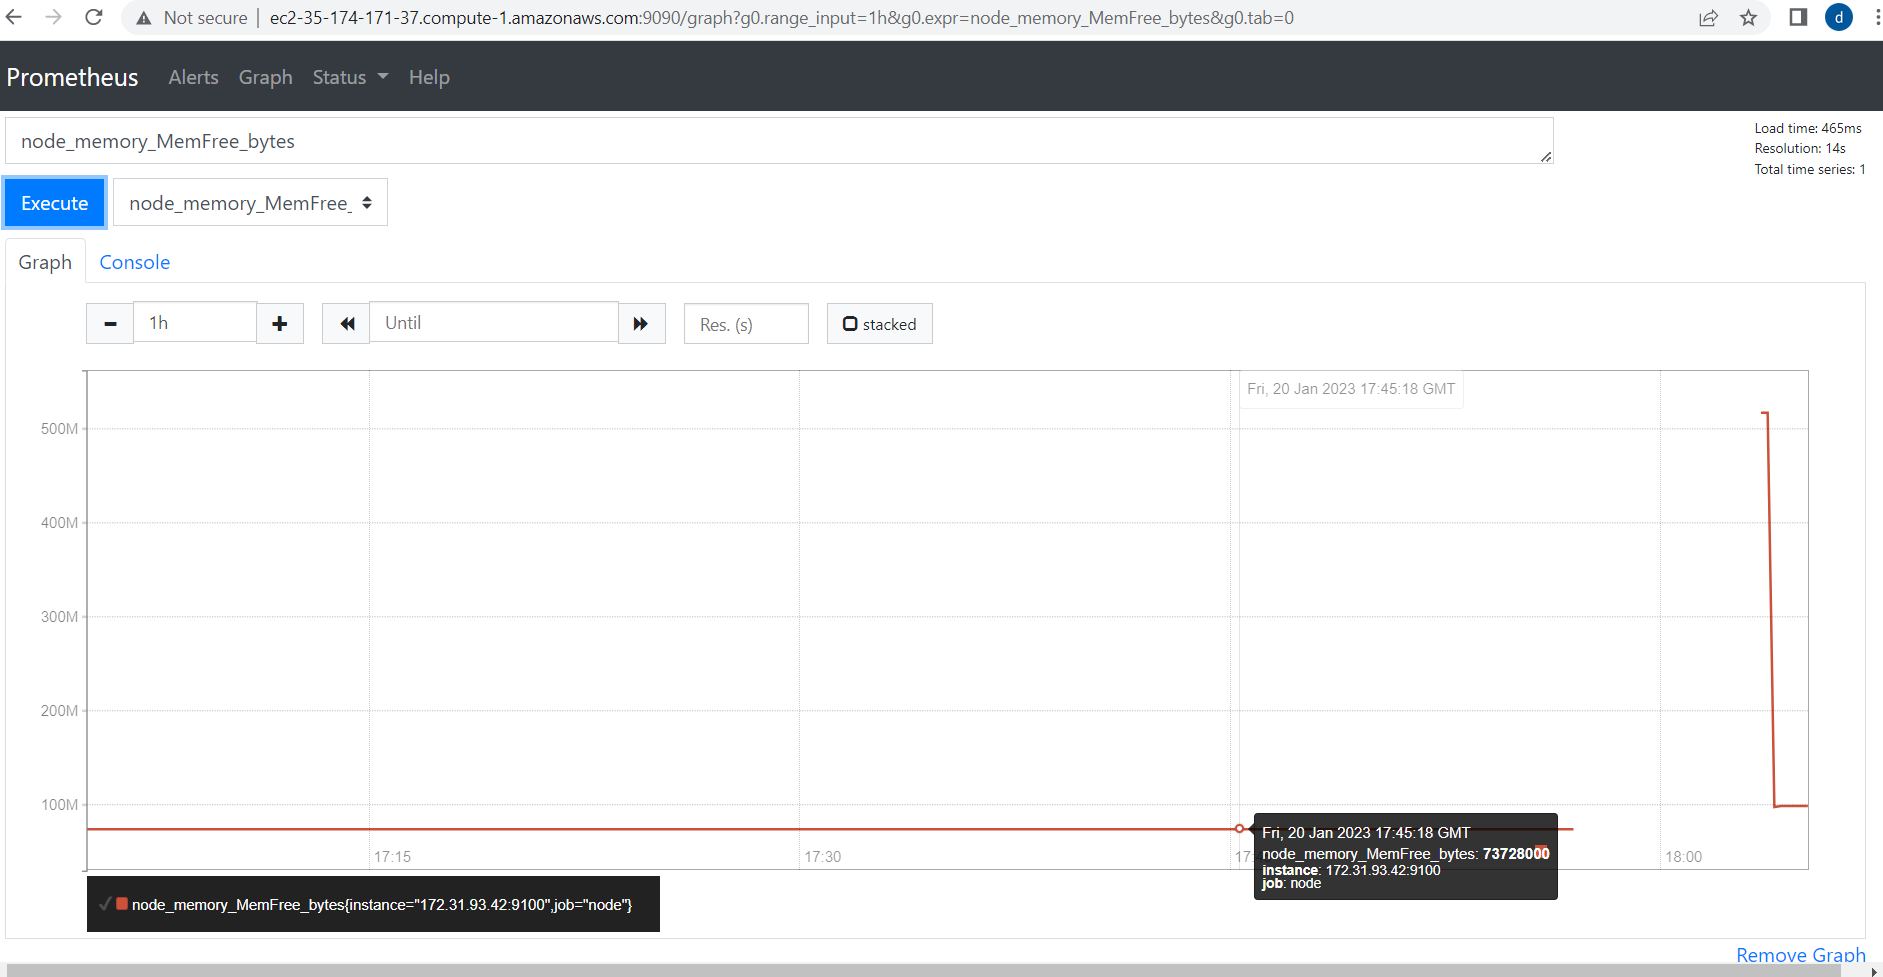 Not secure | ec2-35-174-171-37.compute-1.amazonaws.com:9090/graph?g0.range_input=1h&g0.expr=node_memory_MemFree_bytes&g0.tab=0
d
Prometheus Alerts Graph Status Help
node_memory_MemFree_bytes
Load time: 465ms
Resolution: 14s
Total time series: 1
Execute node_memory_MemFree_
Graph Console
1h Until Res. (s) stacked
Fri, 20 Jan 2023 17:45:18 GMT
500M
400M
300M
200M
100M
17:15 17:30 17: 18:00
Fri, 20 Jan 2023 17:45:18 GMT
node_memory_MemFree_bytes: 73728000
instance: 172.31.93.42:9100
job: node
node_memory_MemFree_bytes{instance="172.31.93.42:9100",job="node"}
Remove Graph